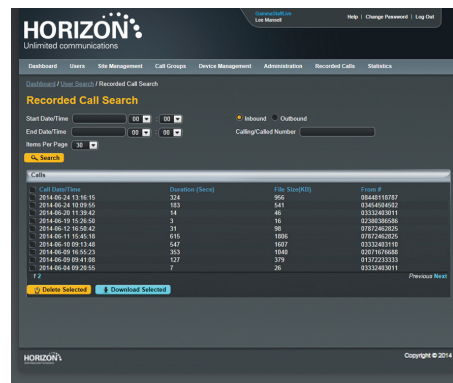 HORIZON
Unlimited communications
Lee Mansell
Help | Change Password | Log Out
Dashboard Users Site Management Call Groups Device Management Administration Recorded Calls Statistics
Dashboard / User Search / Recorded Call Search
Recorded Call Search
Start Date/Time 00 : 00 Inbound Outbound
End Date/Time 00 : 00 Calling/Called Number
Items Per Page 30
Search
Calls
Call Date/Time Duration (Secs) File Size(KB) From #
2014-06-24 13:16:15 324 956 08448118787
2014-06-24 10:09:55 183 541 03454504502
2014-06-20 11:39:42 14 46 03332403011
2014-06-19 15:26:50 3 16 02380386586
2014-06-12 16:50:42 31 98 07872462825
2014-06-11 15:45:18 615 1806 07872462825
2014-06-10 09:13:48 547 1607 03332403110
2014-06-09 16:55:23 353 1040 02071676688
2014-06-09 09:41:08 127 379 01372233333
2014-06-04 09:20:55 7 26 03332403011
1 2 Previous Next
Delete Selected Download Selected
HORIZON
Copyright © 2014